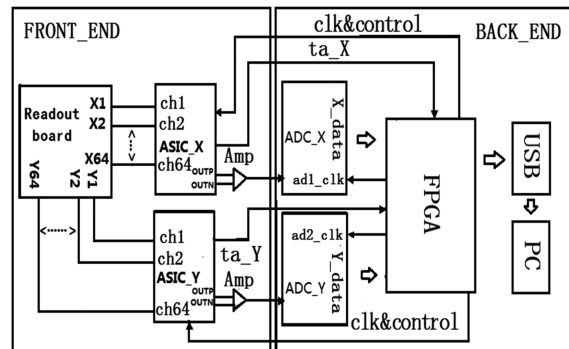 FRONT_END
clk&control
BACK_END
ta_X
Readout
board
X1
X2
X64
Y64
Y2
Y1
ch1
ch2
ASIC_X
ch64
OUTP
OUTN
Amp
ADC_X
X_data
ad1_clk
FPGA
USB
PC
ch1
ch2
ASIC_Y
OUTP
OUTN
ch64
ta_Y
Amp
ad2_clk
ADC_Y
Y_data
clk&control